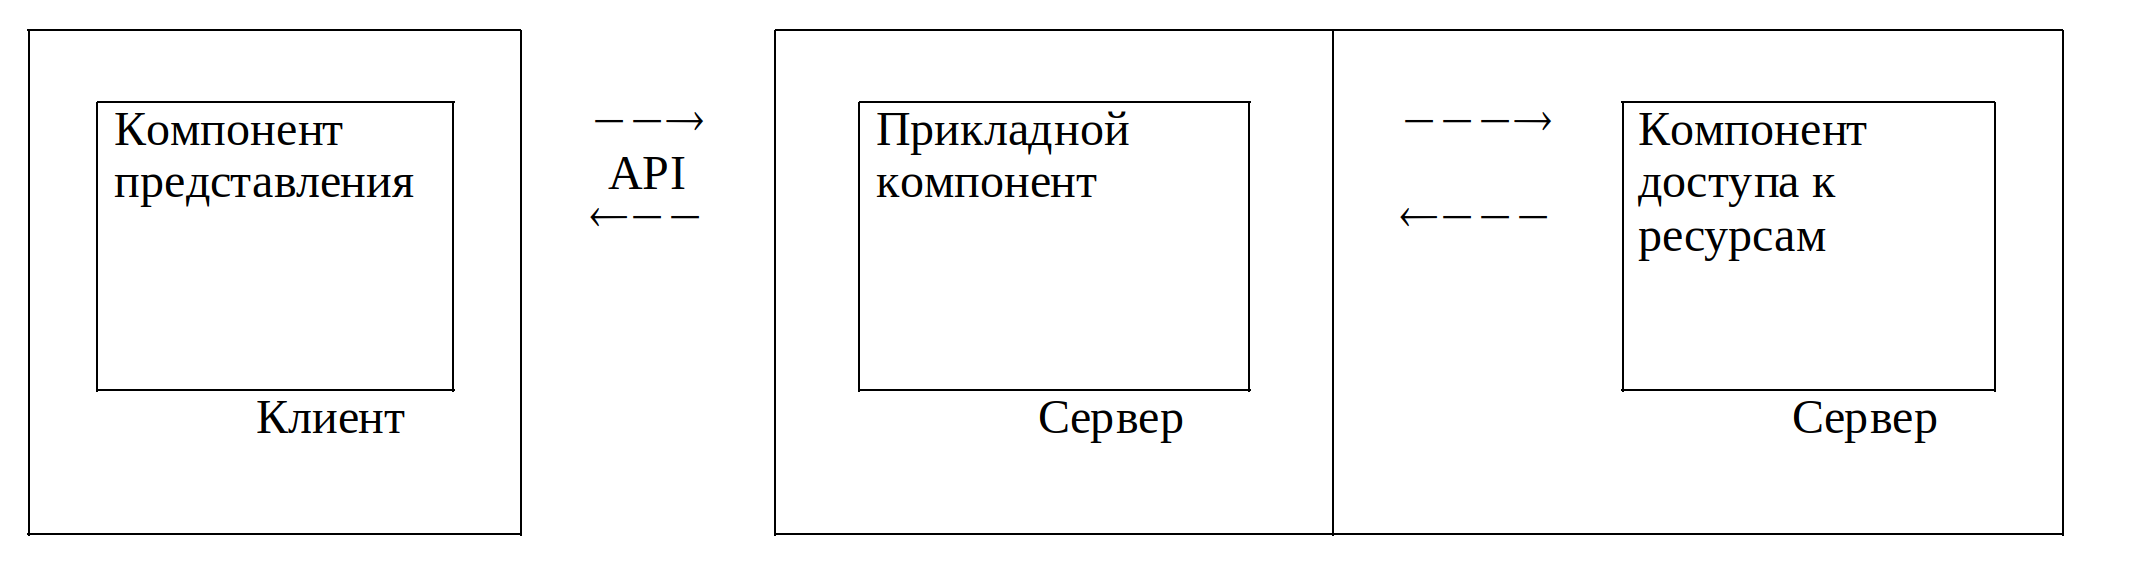 Компонент
представления
Клиент
API
Прикладной
компонент
Сервер
Компонент
доступа к
ресурсам
Сервер